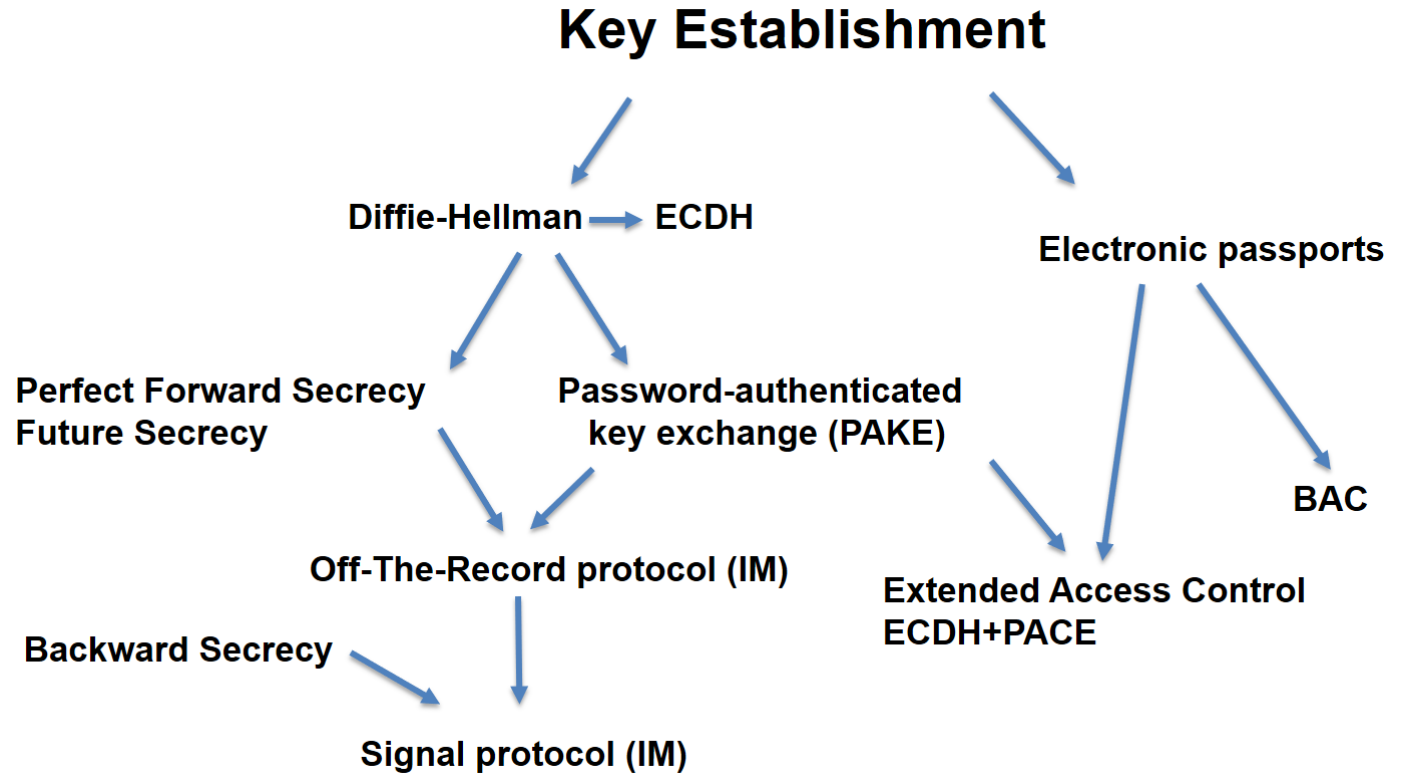 Key Establishment
Diffie-Hellman
ECDH
Electronic passports
Perfect Forward Secrecy
Future Secrecy
Password-authenticated
key exchange (PAKE)
BAC
Off-The-Record protocol (IM)
Extended Access Control
ECDH+PACE
Backward Secrecy
Signal protocol (IM)